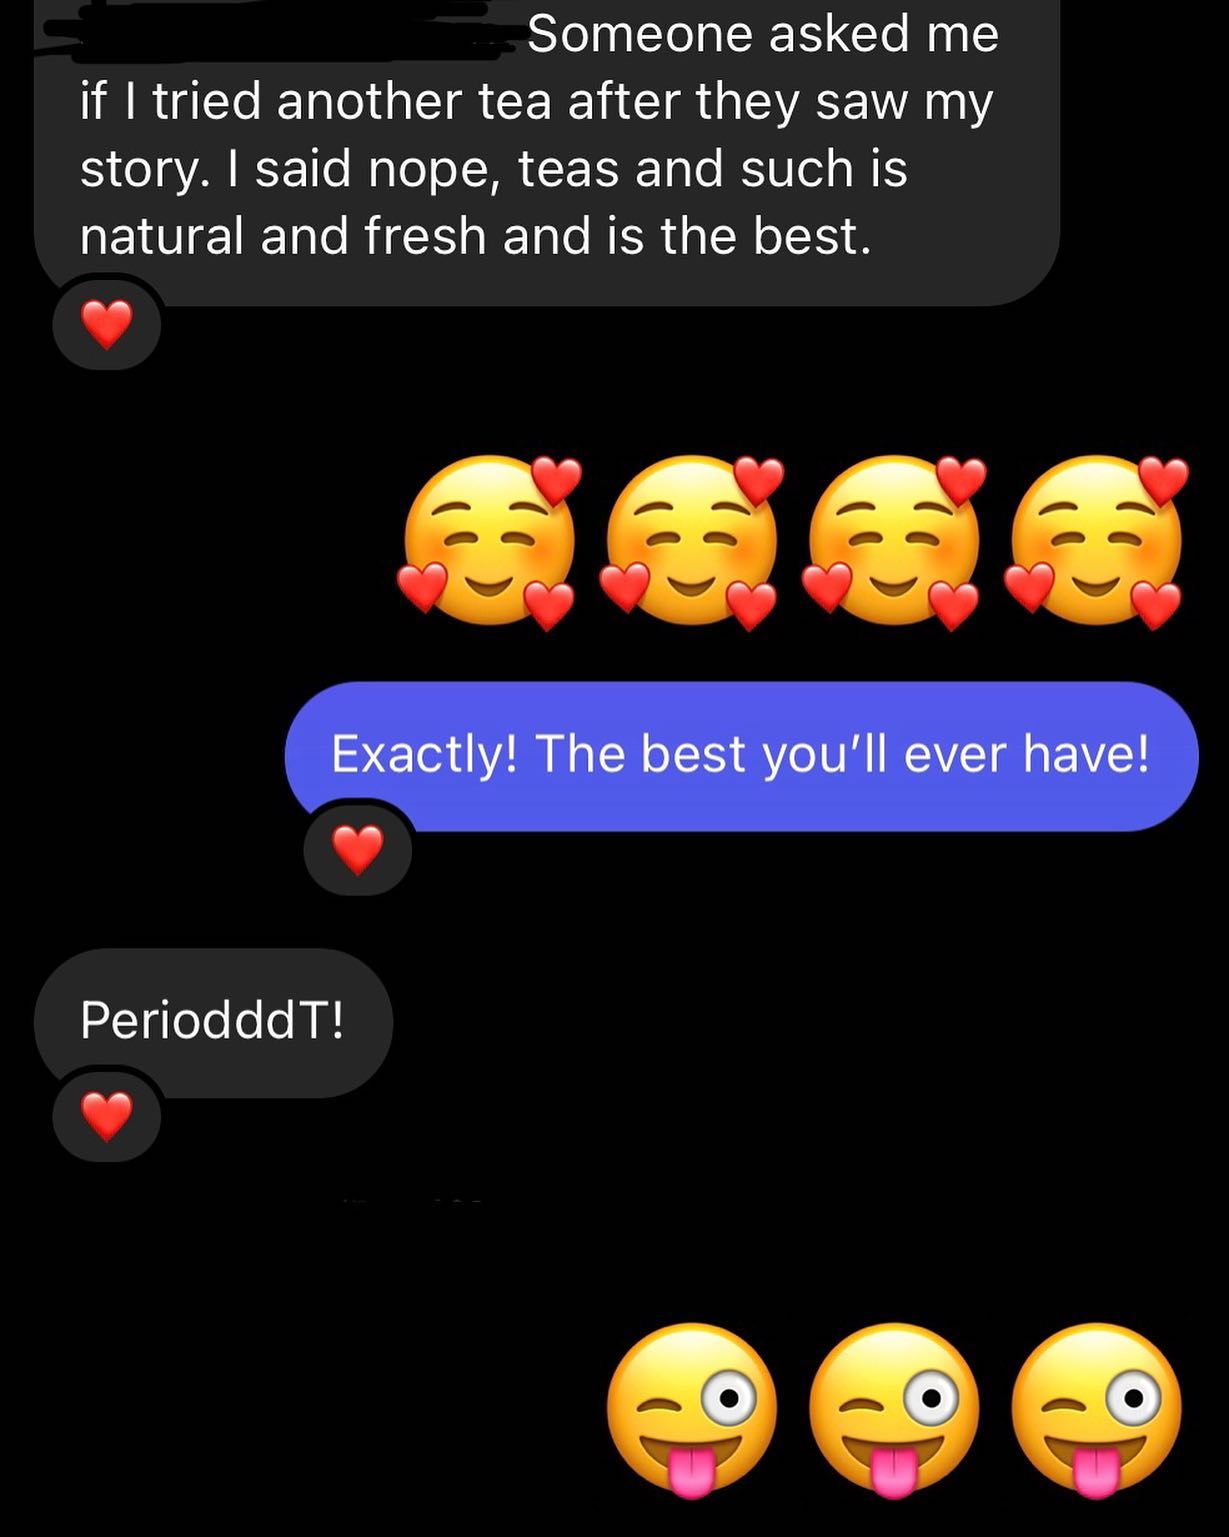 Someone asked me
if I tried another tea after they saw my
story. I said nope, teas and such is
natural and fresh and is the best.
Exactly! The best you’ll ever have!
PeriodddT!